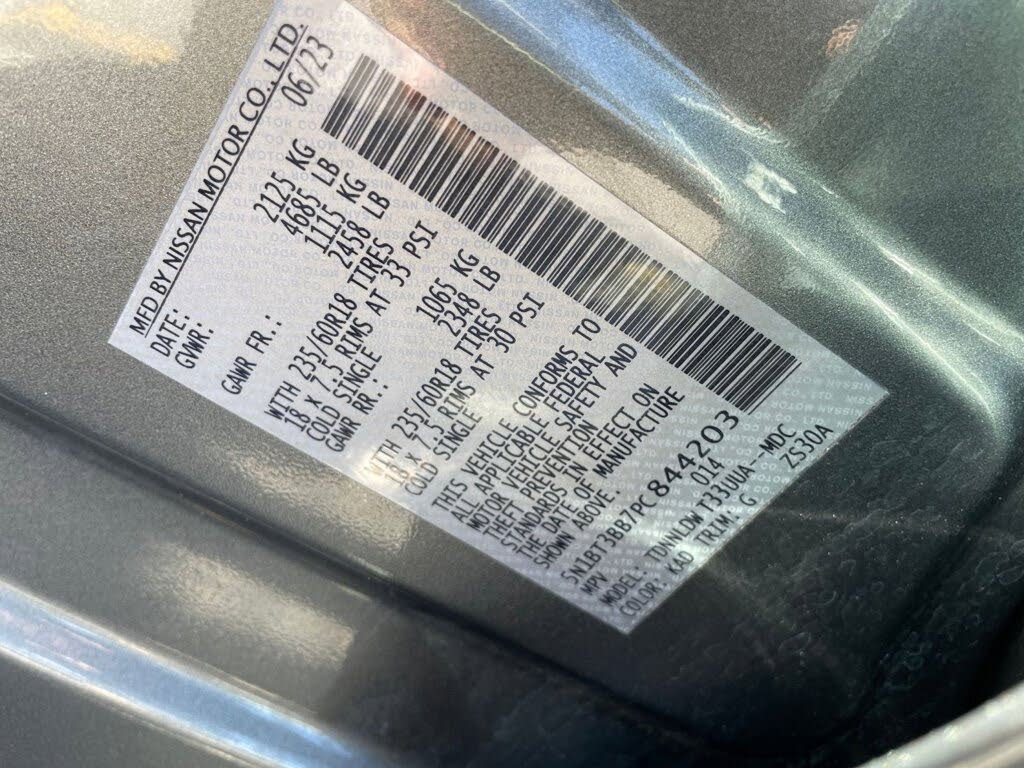 MFD BY NISSAN MOTOR CO., LTD.
DATE: 06/23
GVWR: 2125 KG
4685 LB
GAWR FR.: 1115 KG
2458 LB
WITH 235/60R18 TIRES
18 x 7.5 RIMS AT 33 PSI
COLD SINGLE
GAWR RR.: 1065 KG
2348 LB
WITH 235/60R18 TIRES
18 x 7.5 RIMS AT 30 PSI
COLD SINGLE
THIS VEHICLE CONFORMS TO
ALL APPLICABLE FEDERAL
MOTOR VEHICLE SAFETY AND
THEFT PREVENTION
STANDARDS IN EFFECT ON
THE DATE OF MANUFACTURE
SHOWN ABOVE.
5N1BT3BB7PC844203
MPV 014
MODEL: TDNNLDWT33UUA--MDC
COLOR: KAD TRIM: G ZS30A